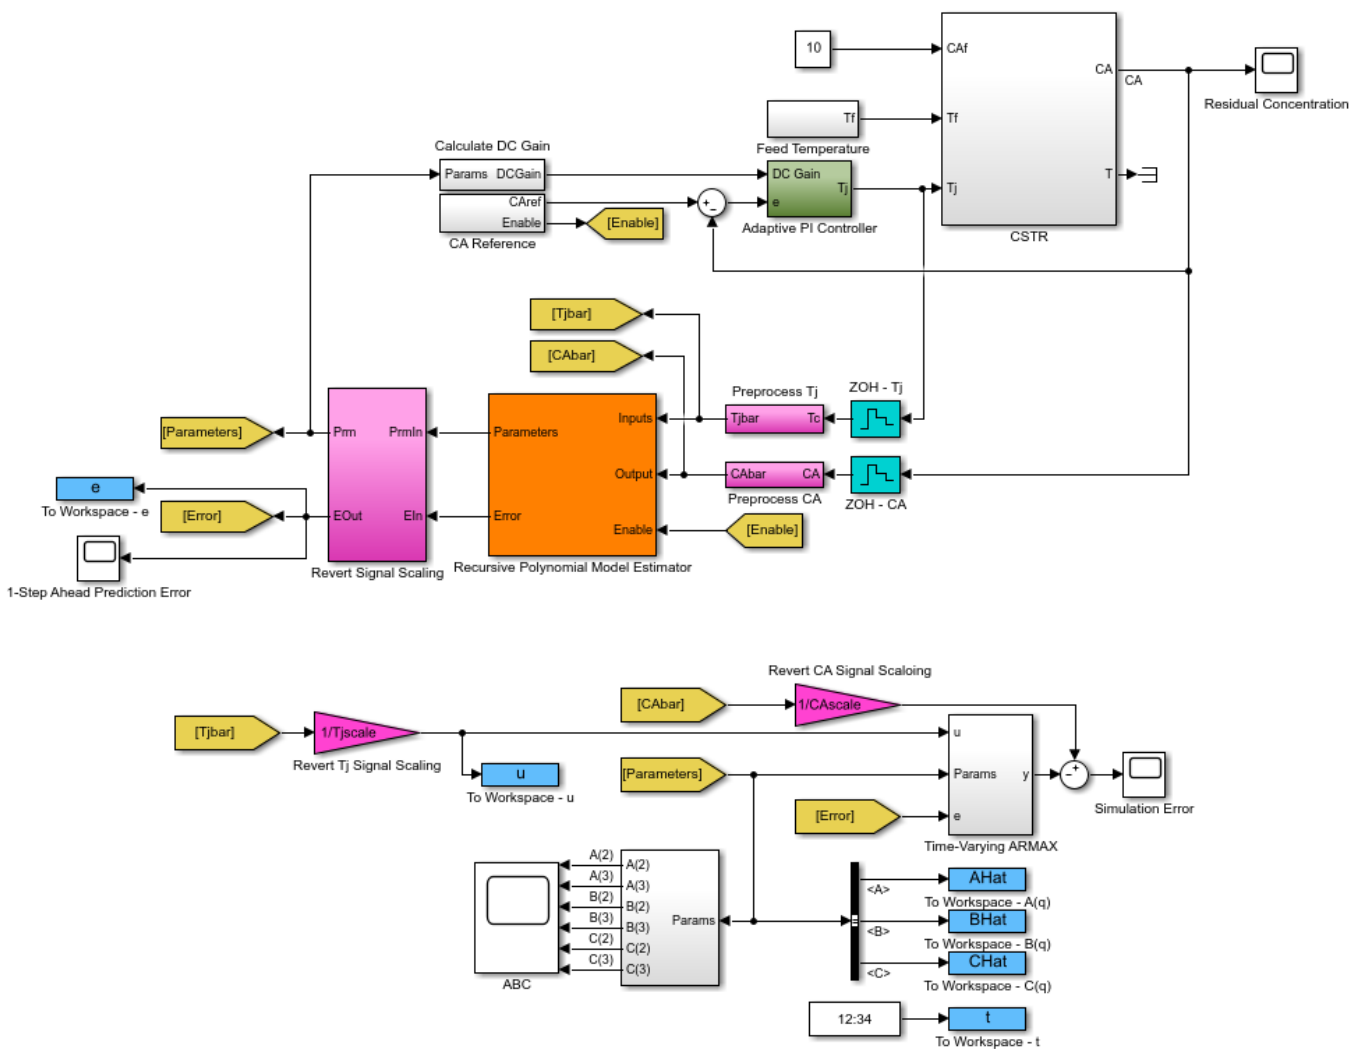 10
CAf
CA
CA
Residual Concentration
Tf
Feed Temperature
Tf
T
Tj
CSTR
Calculate DC Gain
Params
DCGain
CAref
Enable
CA Reference
[Enable]
+
-
DC Gain
e
Tj
Adaptive PI Controller
[Tjbar]
[CAbar]
Preprocess Tj
Tjbar
Tc
ZOH - Tj
CAbar
CA
Preprocess CA
ZOH - CA
[Enable]
Inputs
Output
Enable
Parameters
Error
Recursive Polynomial Model Estimator
Prm
PrmIn
EOut
EIn
Revert Signal Scaling
[Parameters]
e
To Workspace - e
[Error]
1-Step Ahead Prediction Error
Revert CA Signal Scaloing
[CAbar]
1/CAscale
[Tjbar]
1/Tjscale
Revert Tj Signal Scaling
u
To Workspace - u
[Parameters]
[Error]
u
Params
e
y
Time-Varying ARMAX
-
+
Simulation Error
A(2)
A(3)
B(2)
B(3)
C(2)
C(3)
A(2)
A(3)
B(2)
B(3)
C(2)
C(3)
Params
ABC
<A>
<B>
<C>
AHat
To Workspace - A(q)
BHat
To Workspace - B(q)
CHat
To Workspace - C(q)
12:34
t
To Workspace - t